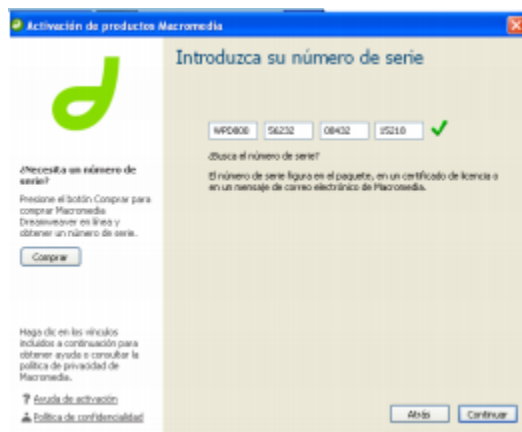 Activación de productos Macromedia
Introduzca su número de serie
WPD800 56232 08432 15218
¿Busca el número de serie?
El número de serie figura en el paquete, en un certificado de licencia o
en un mensaje de correo electrónico de Macromedia.
¿Necesita un número de
serie?
Presione el botón Comprar para
comprar Macromedia
Dreamweaver en línea y
obtener un número de serie.
Comprar
Haga clic en los vínculos
incluidos a continuación para
obtener ayuda o consultar la
política de privacidad de
Macromedia.
? Ayuda de activación
Política de confidencialidad
Atrás Continuar